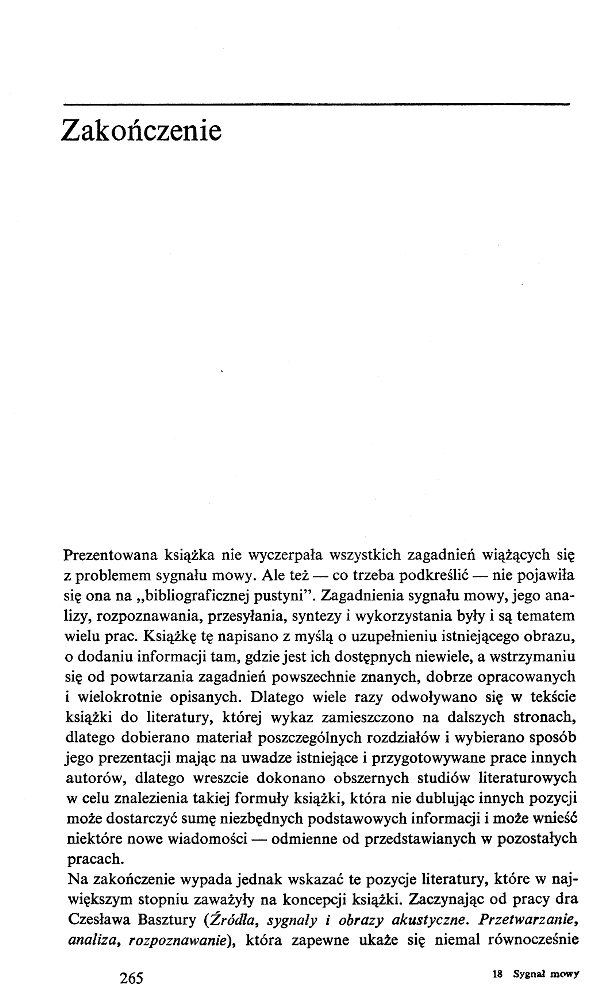 Zakończenie
Prezentowana książka nie wyczerpała wszystkich zagadnień wiążących się
z problemem sygnału mowy. Ale też — co trzeba podkreślić — nie pojawiła
się ona na „bibliograficznej pustyni”. Zagadnienia sygnału mowy, jego ana-
lizy, rozpoznawania, przesyłania, syntezy i wykorzystania były i są tematem
wielu prac. Książkę tę napisano z myślą o uzupełnieniu istniejącego obrazu,
o dodaniu informacji tam, gdzie jest ich dostępnych niewiele, a wstrzymaniu
się od powtarzania zagadnień powszechnie znanych, dobrze opracowanych
i wielokrotnie opisanych. Dlatego wiele razy odwoływano się w tekście
książki do literatury, której wykaz zamieszczono na dalszych stronach,
dlatego dobierano materiał poszczególnych rozdziałów i wybierano sposób
jego prezentacji mając na uwadze istniejące i przygotowywane prace innych
autorów, dlatego wreszcie dokonano obszernych studiów literaturowych
w celu znalezienia takiej formuły książki, która nie dublując innych pozycji
może dostarczyć sumę niezbędnych podstawowych informacji i może wnieść
niektóre nowe wiadomości — odmienne od przedstawianych w pozostałych
pracach.
Na zakończenie wypada jednak wskazać te pozycje literatury, które w naj-
większym stopniu zaważyły na koncepcji książki. Zaczynając od pracy dra
Czesława Basztury (Źródła, sygnały i obrazy akustyczne. Przetwarzanie,
analiza, rozpoznawanie), która zapewne ukaże się niemal równocześnie
265
18 Sygnał mowy